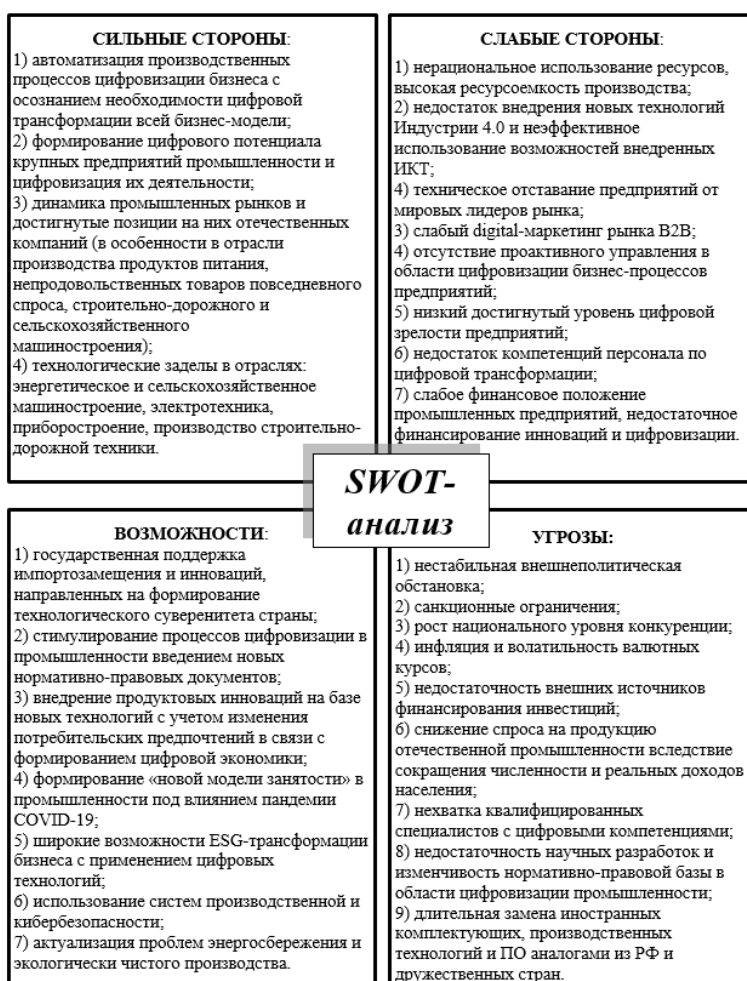 СИЛЬНЫЕ СТОРОНЫ:
1) автоматизация производственных
процессов цифровизации бизнеса с
осознанием необходимости цифровой
трансформации всей бизнес-модели;
2) формирование цифрового потенциала
крупных предприятий промышленности и
цифровизация их деятельности;
3) динамика промышленных рынков и
достигнутые позиции на них отечественных
компаний (в особенности в отрасли
производства продуктов питания,
непродовольственных товаров повседневного
спроса, строительно-дорожного и
сельскохозяйственного
машиностроения);
4) технологические заделы в отраслях:
энергетическое и сельскохозяйственное
машиностроение, электротехника,
приборостроение, производство строительно-
дорожной техники.
СЛАБЫЕ СТОРОНЫ:
1) нерациональное использование ресурсов,
высокая ресурсоемкость производства;
2) недостаток внедрения новых технологий
Индустрии 4.0 и неэффективное
использование возможностей внедренных
ИКТ;
4) техническое отставание предприятий от
мировых лидеров рынка;
3) слабый digital-маркетинг рынка B2B;
4) отсутствие проактивного управления в
области цифровизации бизнес-процессов
предприятий;
5) низкий достигнутый уровень цифровой
зрелости предприятий;
6) недостаток компетенций персонала по
цифровой трансформации;
7) слабое финансовое положение
промышленных предприятий, недостаточное
финансирование инноваций и цифровизации.
SWOT-
анализ
ВОЗМОЖНОСТИ:
1) государственная поддержка
импортозамещения и инноваций,
направленных на формирование
технологического суверенитета страны;
2) стимулирование процессов цифровизации в
промышленности введением новых
нормативно-правовых документов;
3) внедрение продуктовых инноваций на базе
новых технологий с учетом изменения
потребительских предпочтений в связи с
формированием цифровой экономики;
4) формирование «новой модели занятости» в
промышленности под влиянием пандемии
COVID-19;
5) широкие возможности ESG-трансформации
бизнеса с применением цифровых
технологий;
6) использование систем производственной и
кибербезопасности;
7) актуализация проблем энергосбережения и
экологически чистого производства.
УГРОЗЫ:
1) нестабильная внешнеполитическая
обстановка;
2) санкционные ограничения;
3) рост национального уровня конкуренции;
4) инфляция и волатильность валютных
курсов;
5) недостаточность внешних источников
финансирования инвестиций;
6) снижение спроса на продукцию
отечественной промышленности вследствие
сокращения численности и реальных доходов
населения;
7) нехватка квалифицированных
специалистов с цифровыми компетенциями;
8) недостаточность научных разработок и
изменчивость нормативно-правовой базы в
области цифровизации промышленности;
9) длительная замена иностранных
комплектующих, производственных
технологий и ПО аналогами из РФ и
дружественных стран.